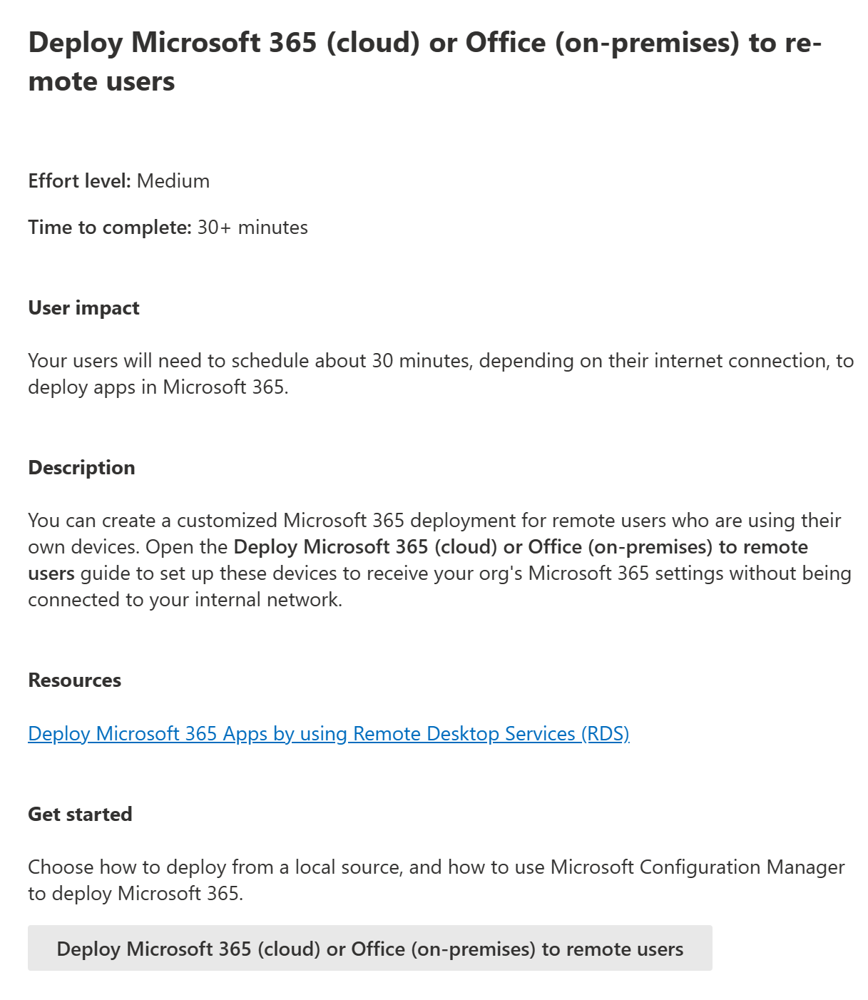 Deploy Microsoft 365 (cloud) or Office (on-premises) to re-
mote users
Effort level: Medium
Time to complete: 30+ minutes
User impact
Your users will need to schedule about 30 minutes, depending on their internet connection, to
deploy apps in Microsoft 365.
Description
You can create a customized Microsoft 365 deployment for remote users who are using their
own devices. Open the Deploy Microsoft 365 (cloud) or Office (on-premises) to remote
users guide to set up these devices to receive your org's Microsoft 365 settings without being
connected to your internal network.
Resources
Deploy Microsoft 365 Apps by using Remote Desktop Services (RDS)
Get started
Choose how to deploy from a local source, and how to use Microsoft Configuration Manager
to deploy Microsoft 365.
Deploy Microsoft 365 (cloud) or Office (on-premises) to remote users